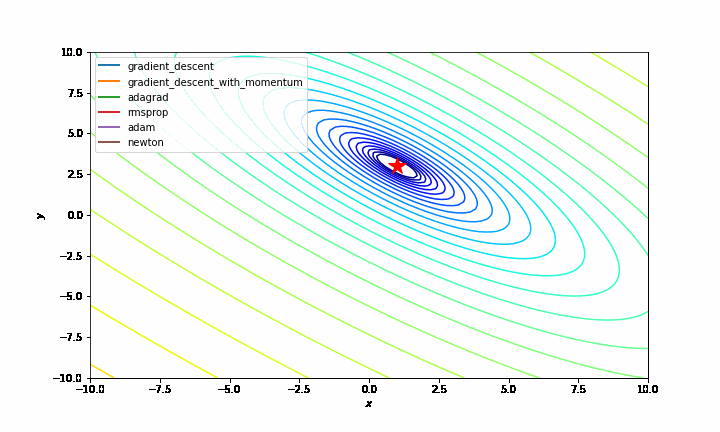 10.0
7.5
5.0
2.5
0.0
−2.5
−5.0
−7.5
−10.0
y
gradient_descent
gradient_descent_with_momentum
adagrad
rmsprop
adam
newton
−10.0 −7.5 −5.0 −2.5 0.0 2.5 5.0 7.5 10.0
x